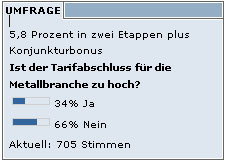 UMFRAGE
5,8 Prozent in zwei Etappen plus
Konjunkturbonus
Ist der Tarifabschluss für die
Metallbranche zu hoch?
34% Ja
66% Nein
Aktuell: 705 Stimmen